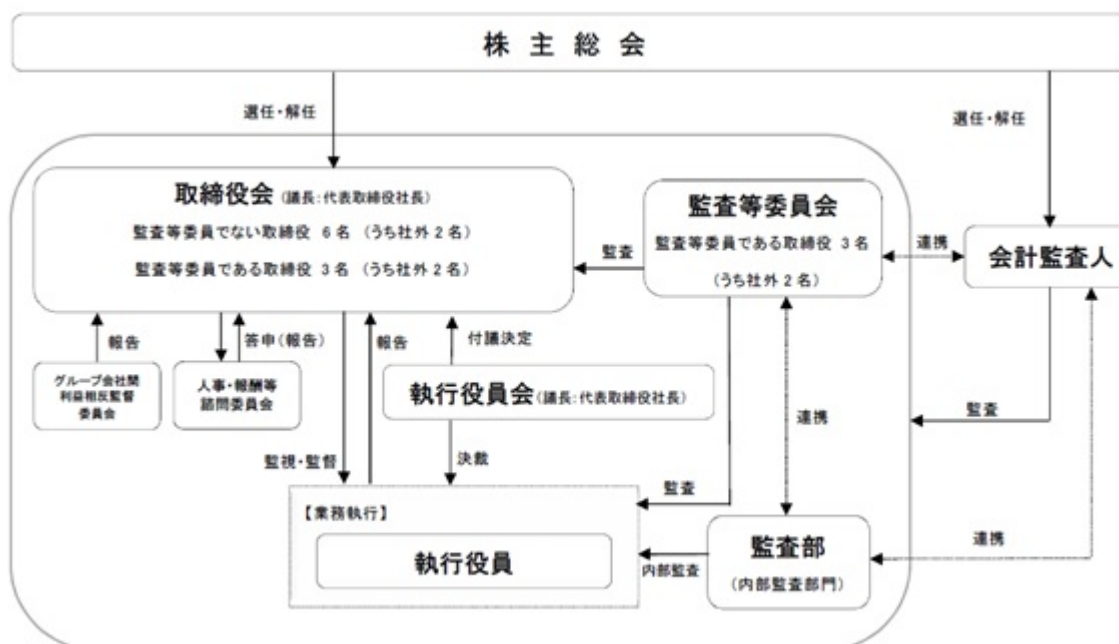 株主総会
選任・解任
選任・解任
取締役会(議長:代表取締役社長)
監査等委員でない取締役 6名 (うち社外2名)
監査等委員である取締役 3名 (うち社外2名)
監査
監査等委員会
監査等委員である取締役 3名
(うち社外2名)
連携
会計監査人
報告
答申(報告)
報告
付議決定
グループ会社間
利益相反監督
委員会
人事・報酬等
諮問委員会
執行役員会(議長:代表取締役社長)
連携
監査
監視・監督
決裁
監査
【業務執行】
執行役員
内部監査
監査部
(内部監査部門)
連携